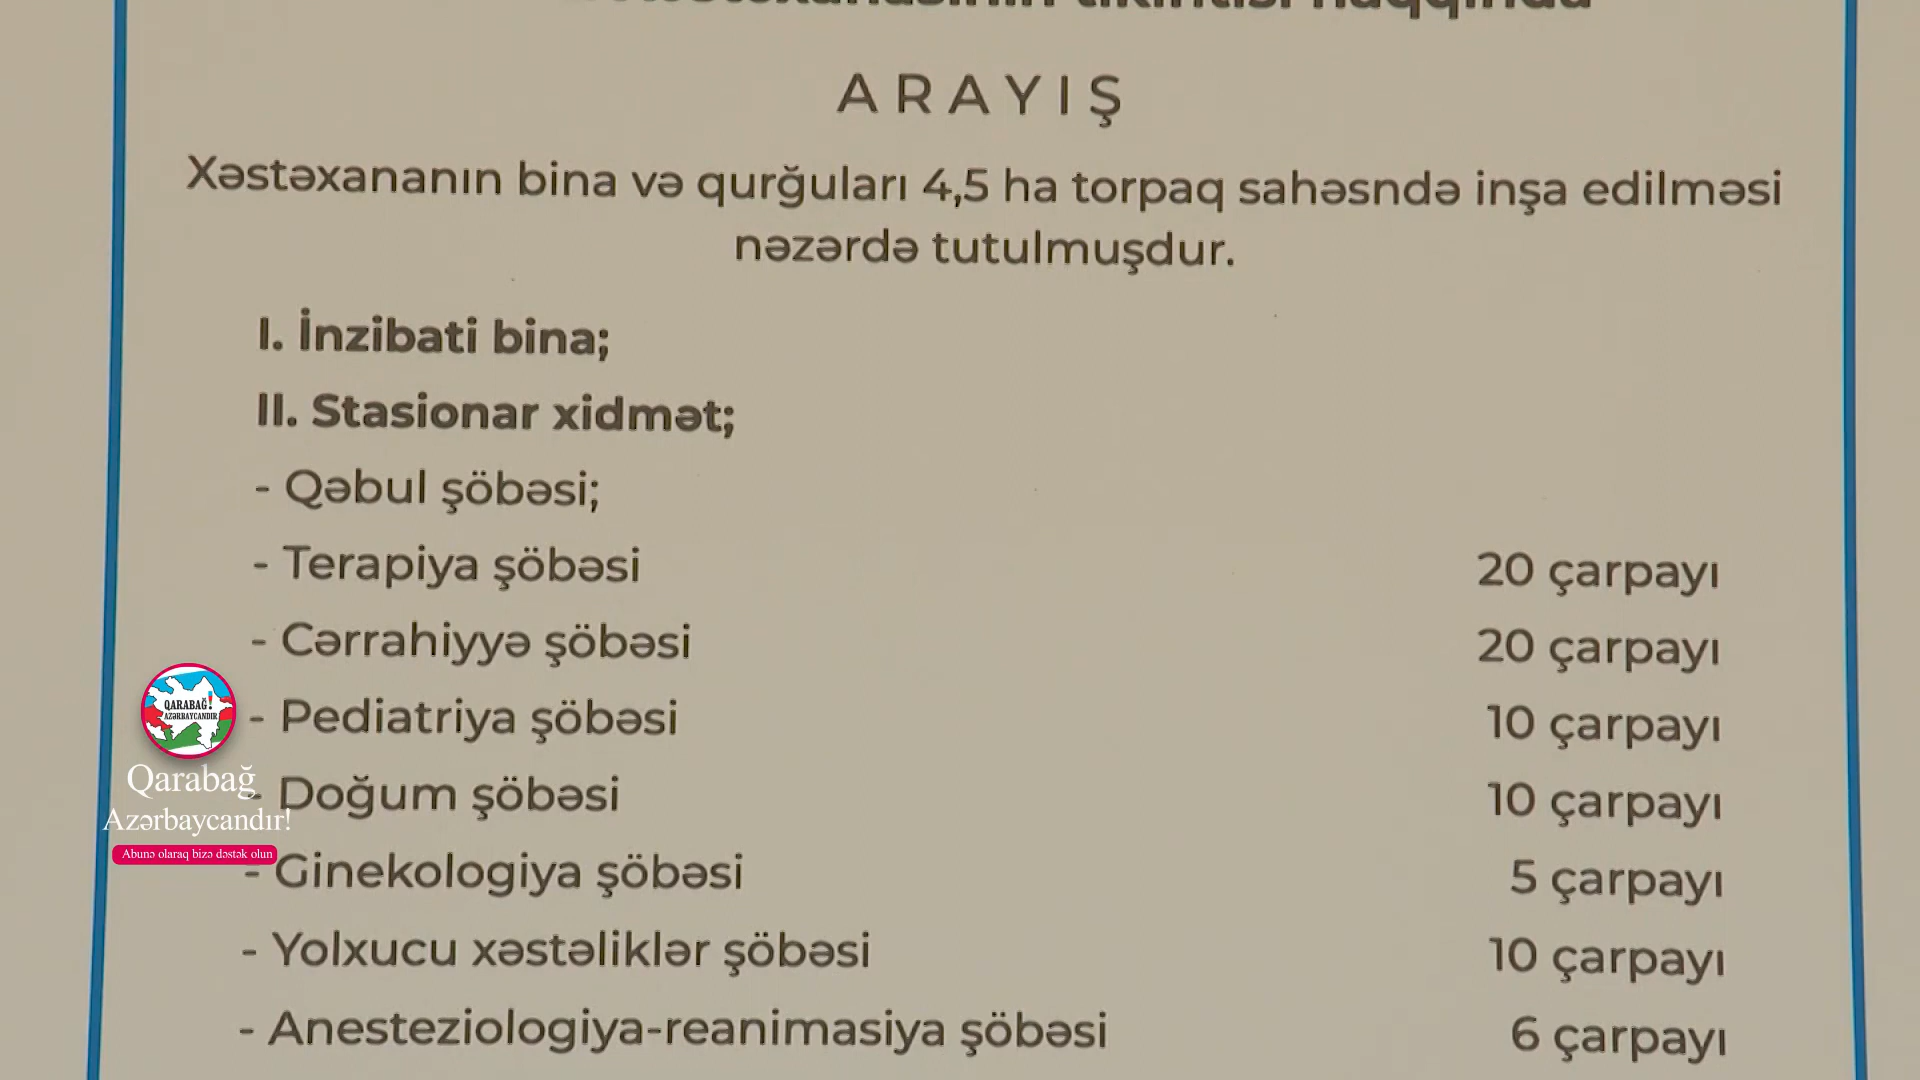 tikintisi haqqında
A R A Y I Ş
Xəstəxananın bina və qurğuları 4,5 ha torpaq sahəsndə inşa edilməsi
nəzərdə tutulmuşdur.
I. İnzibati bina;
II. Stasionar xidmət;
- Qəbul şöbəsi;
- Terapiya şöbəsi 20 çarpayı
- Cərrahiyyə şöbəsi 20 çarpayı
- Pediatriya şöbəsi 10 çarpayı
- Doğum şöbəsi 10 çarpayı
- Ginekologiya şöbəsi 5 çarpayı
- Yolxucu xəstəliklər şöbəsi 10 çarpayı
- Anesteziologiya-reanimasiya şöbəsi 6 çarpayı
QARABAĞ!
AZƏRBAYCANDIR
Qarabağ
Azərbaycandır!
Abunə olaraq bizə dəstək olun